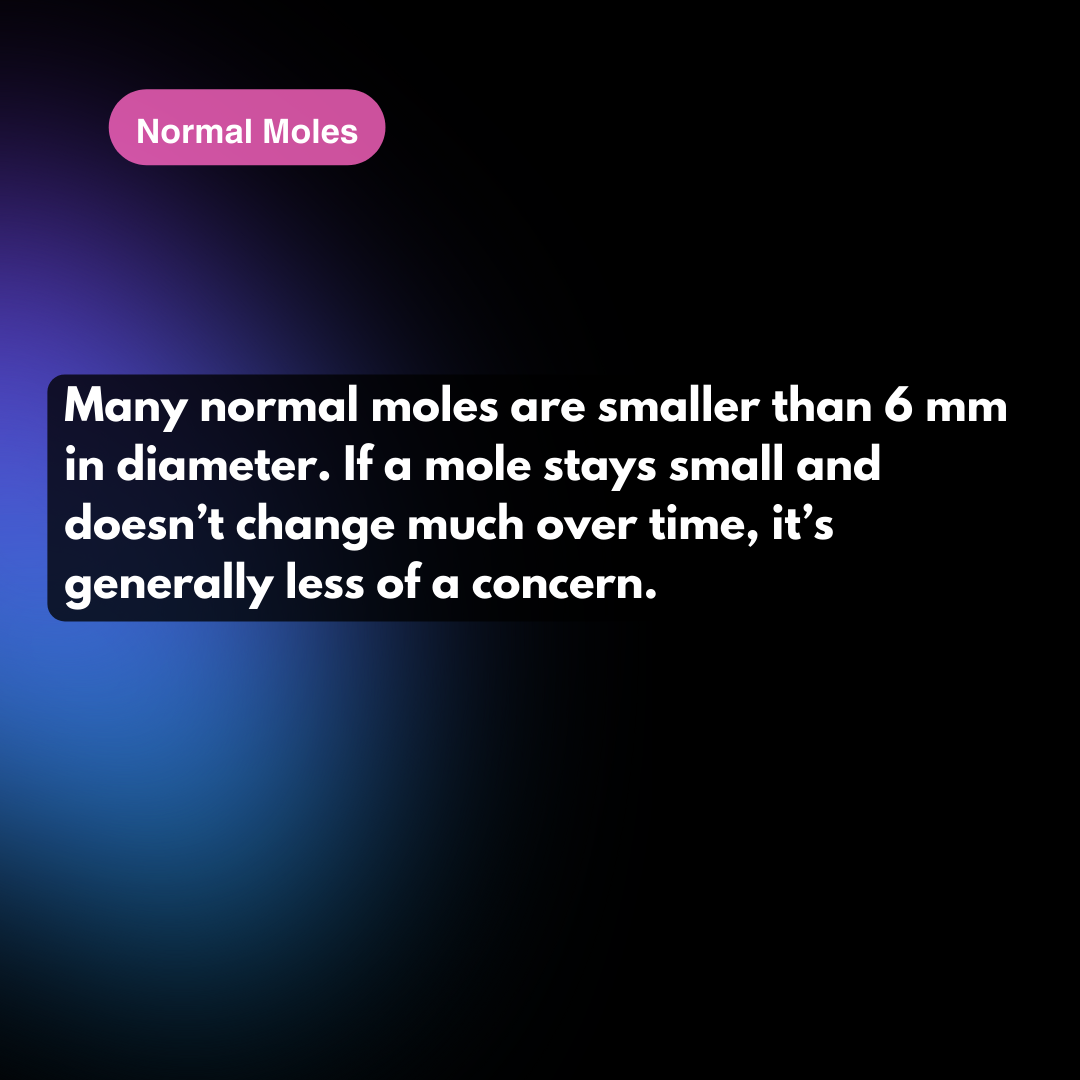 Normal Moles
Many normal moles are smaller than 6 mm
in diameter. If a mole stays small and
doesn’t change much over time, it’s
generally less of a concern.